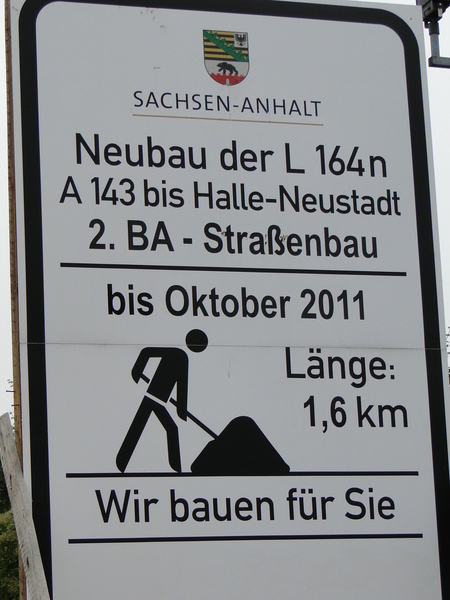 SACHSEN-ANHALT
Neubau der L 164n
A 143 bis Halle-Neustadt
2. BA - Straßenbau
bis Oktober 2011
Länge:
1,6 km
Wir bauen für Sie